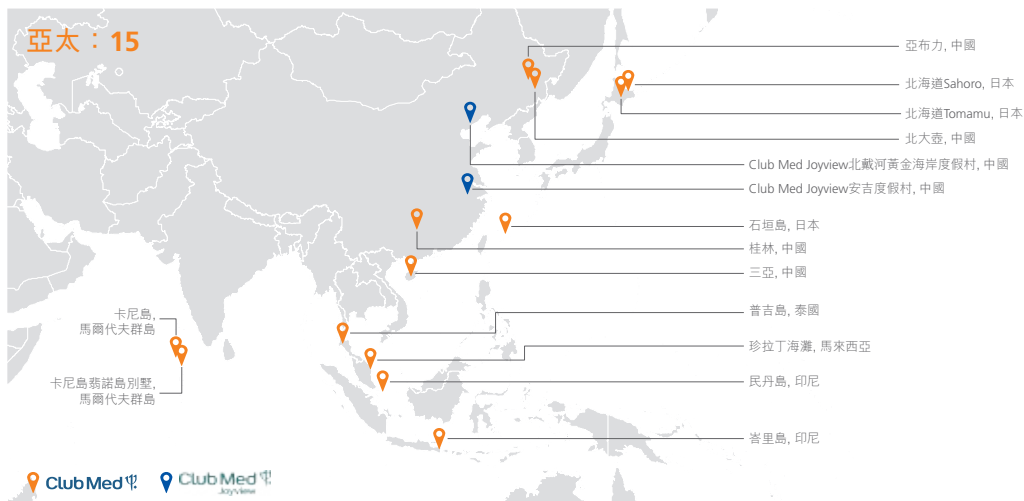 亞太：15
亞布力, 中國
北海道Sahoro, 日本
北海道Tomamu, 日本
北大壺, 中國
Club Med Joyview北戴河黃金海岸度假村, 中國
Club Med Joyview安吉度假村, 中國
石垣島, 日本
桂林, 中國
三亞, 中國
普吉島, 泰國
珍拉丁海灘, 馬來西亞
民丹島, 印尼
峇里島, 印尼
卡尼島,
馬爾代夫群島
卡尼島翡諾島別墅,
馬爾代夫群島
Club Med
Club Med
Joyview